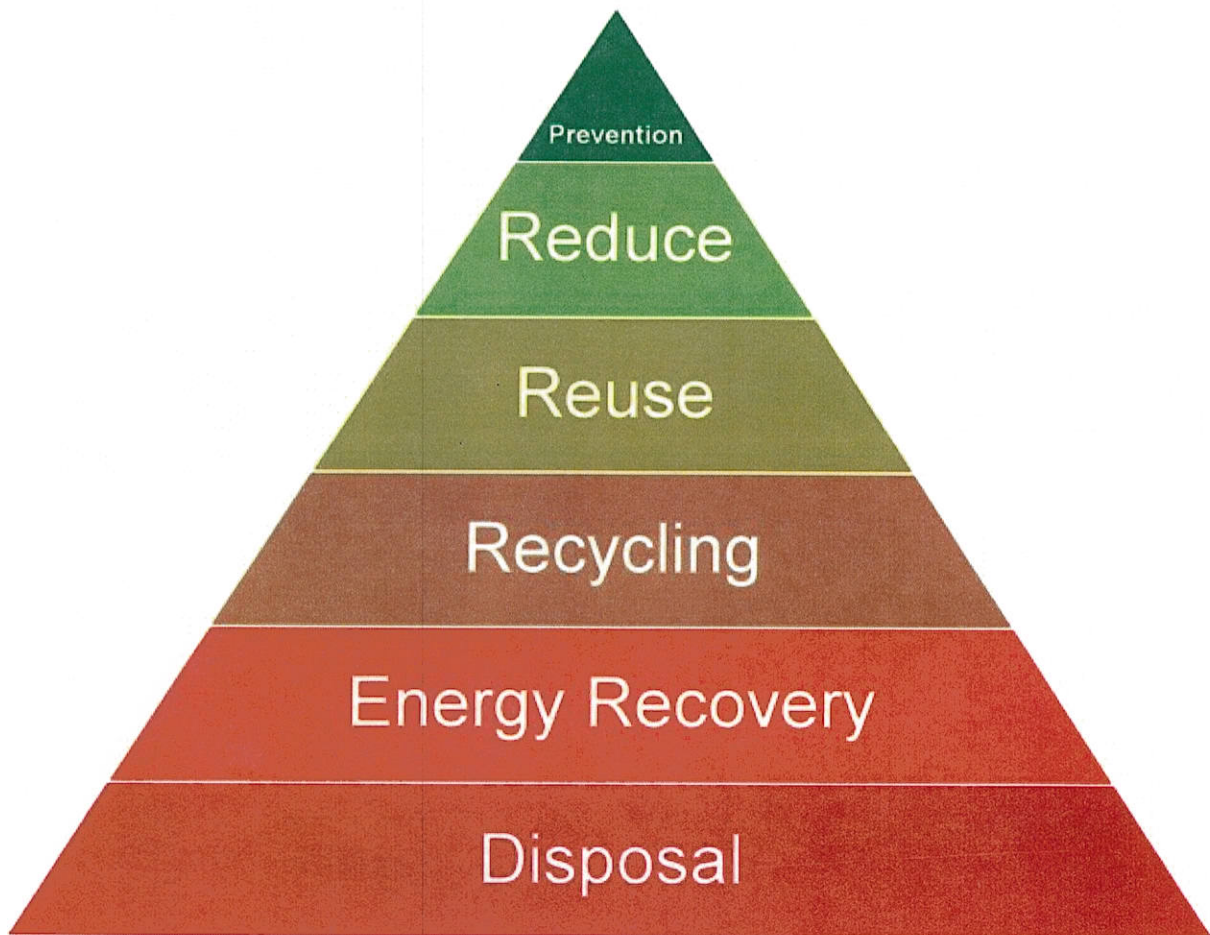 Prevention
Reduce
Reuse
Recycling
Energy Recovery
Disposal